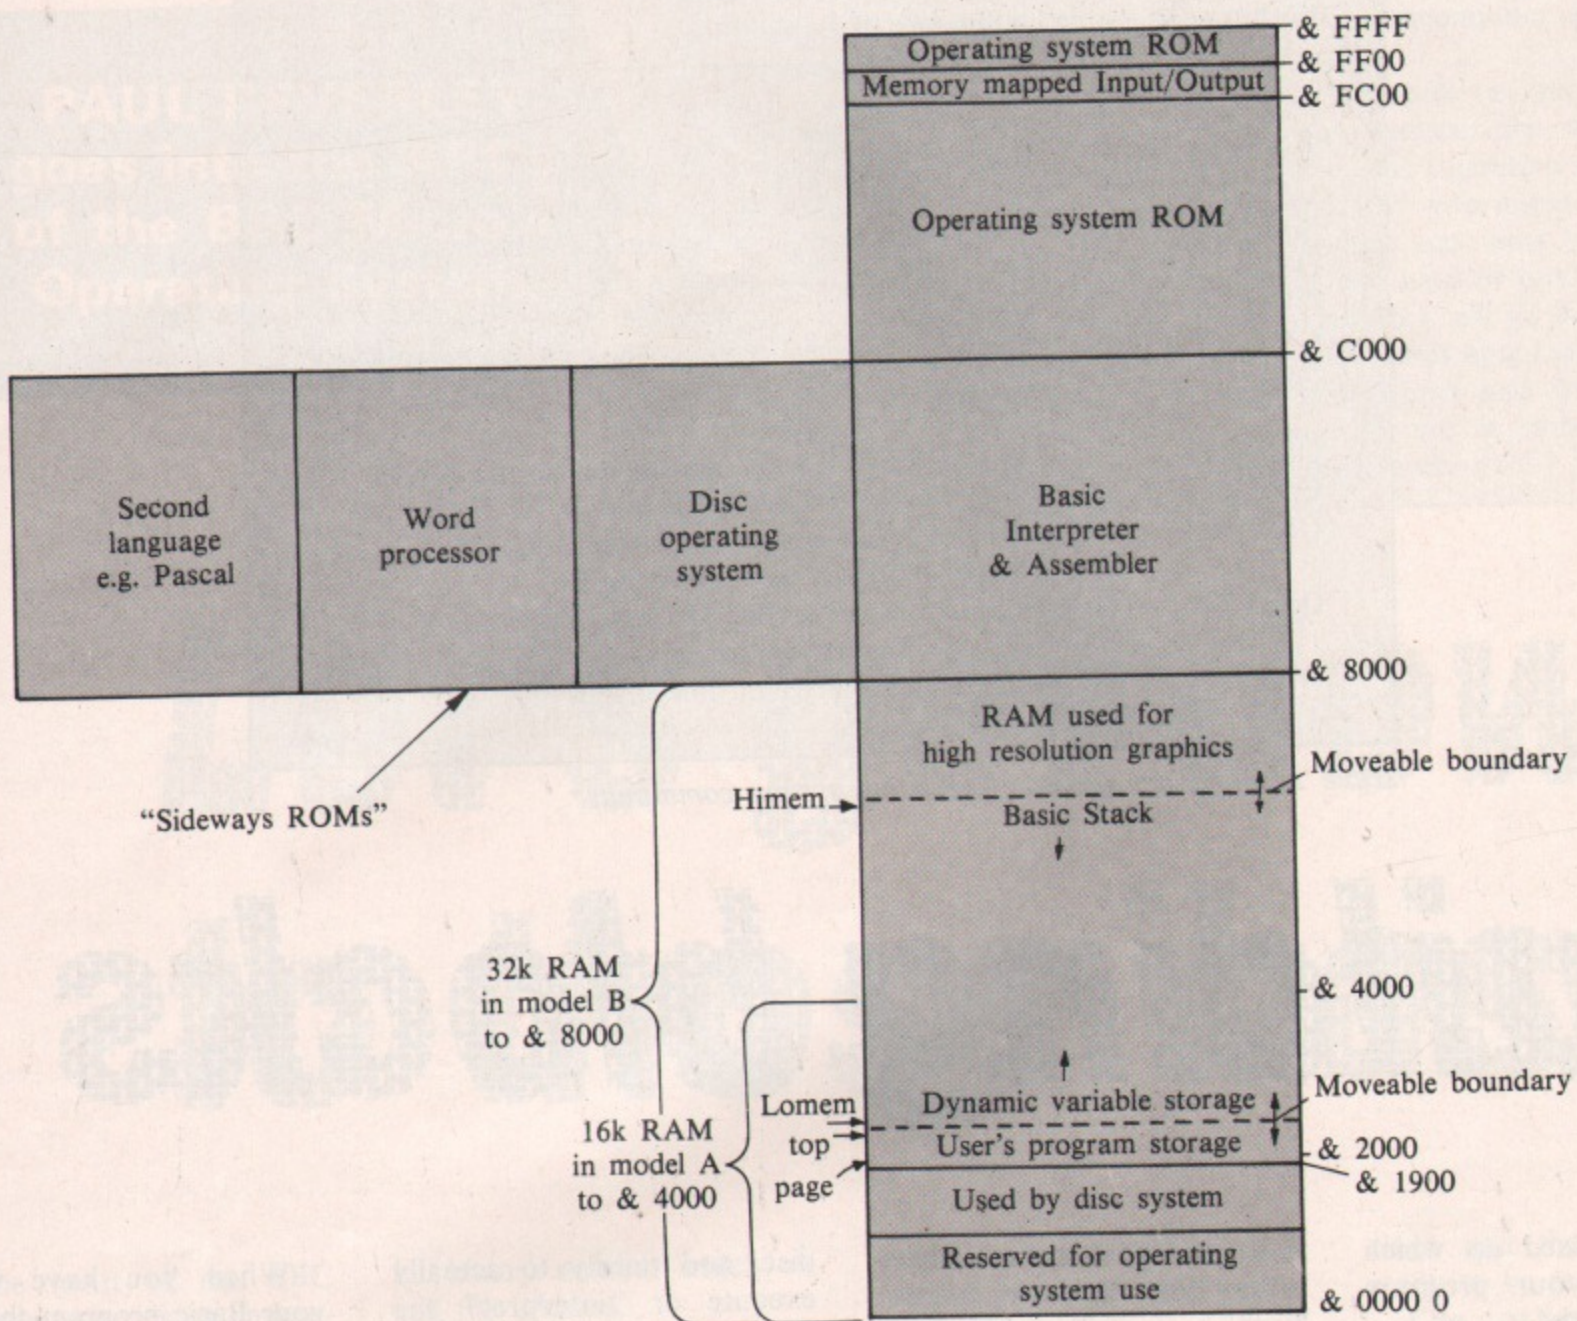 Operating system ROM
& FFFF
& FF00
Memory mapped Input/Output
& FC00
Operating system ROM
& C000
Second
language
e.g. Pascal
Word
processor
Disc
operating
system
Basic
Interpreter
& Assembler
& 8000
RAM used for
high resolution graphics
Moveable boundary
"Sideways ROMs"
Himem
Basic Stack
32k RAM
in model B
to & 8000
& 4000
16k RAM
in model A
to & 4000
Lomem
top
page
Dynamic variable storage
Moveable boundary
User's program storage
& 2000
& 1900
Used by disc system
Reserved for operating
system use
& 0000 0